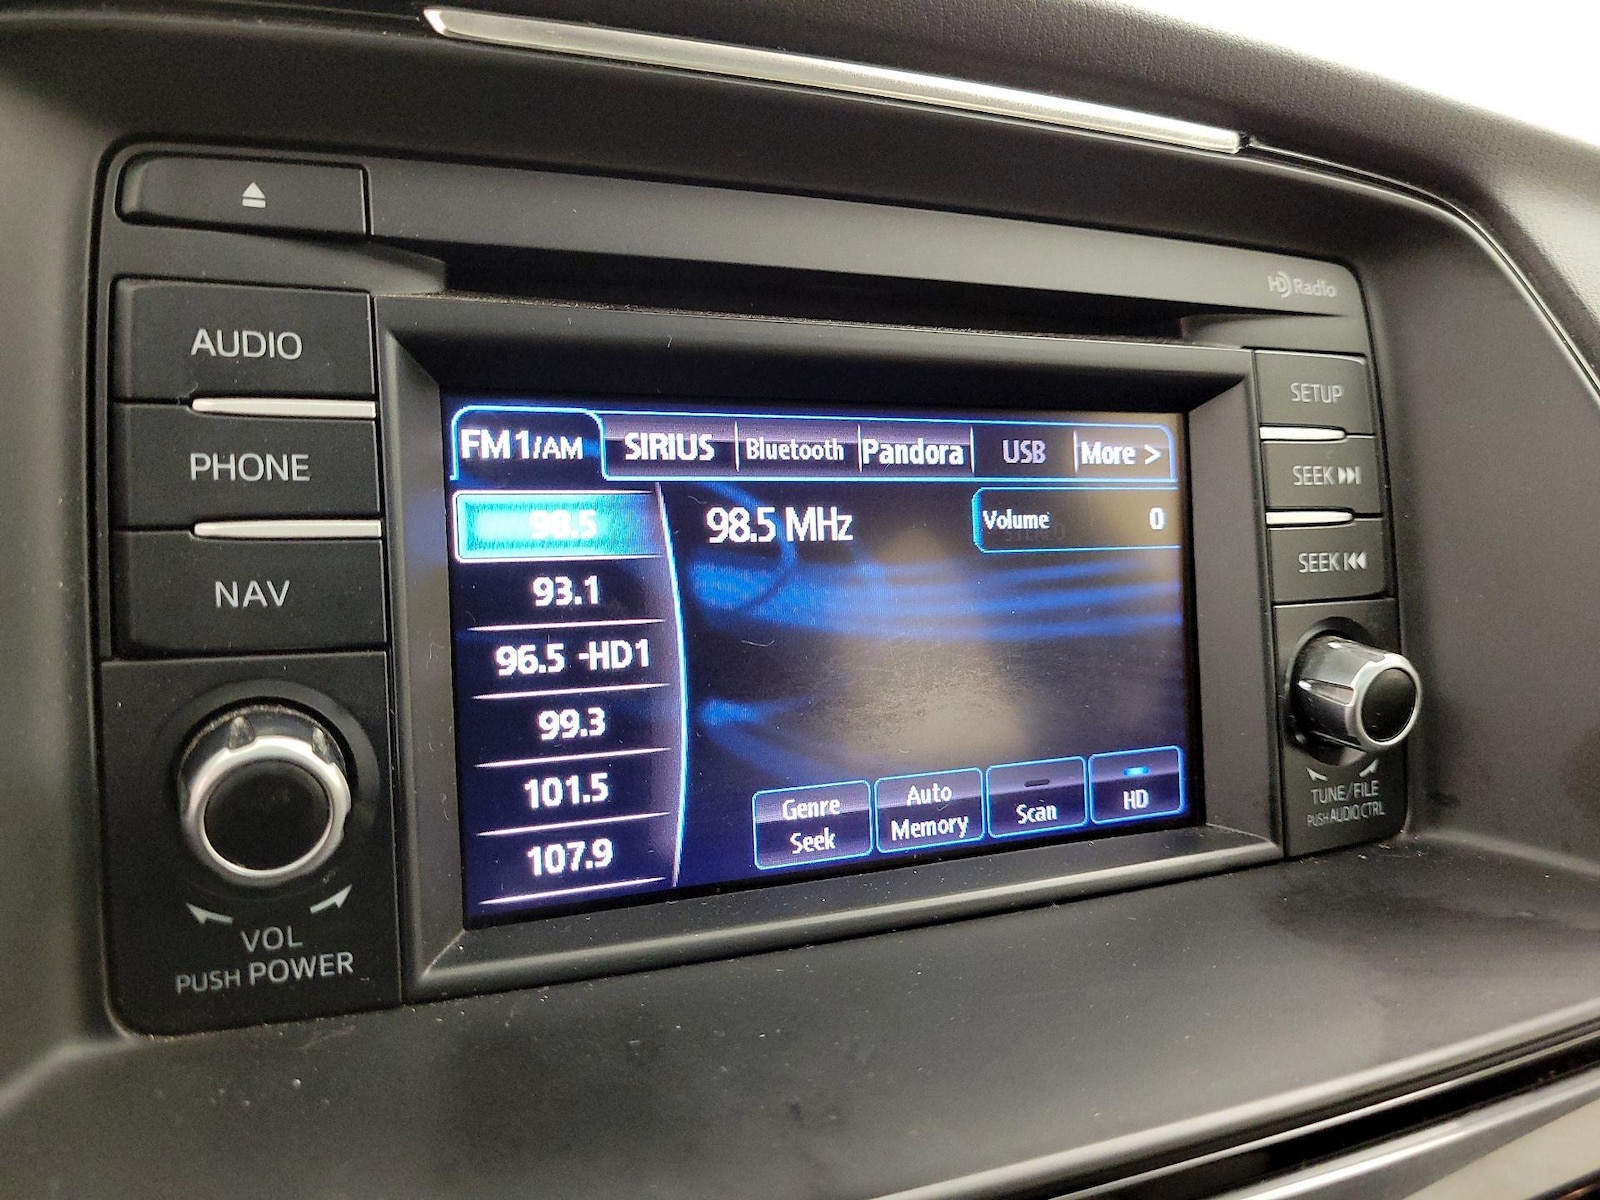 HD Radio
AUDIO
PHONE
NAV
VOL
PUSH POWER
FM1/AM
SIRIUS
Bluetooth
Pandora
USB
More >
98.5
93.1
96.5 -HD1
99.3
101.5
107.9
98.5 MHz
Volume 0
STEREO
Genre
Seek
Auto
Memory
Scan
HD
SETUP
SEEK
SEEK
TUNE/FILE
PUSH AUDIO CTRL